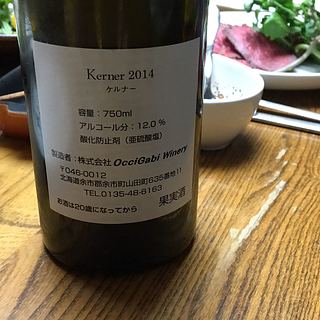 Kerner 2014
ケルナー
容量：750ml
アルコール分：12.0 %
酸化防止剤（亜硫酸塩）
製造者：株式会社 OcciGabi Winery
〒046-0012
北海道余市郡余市町山田町635番地11
TEL.0135-48-6163
果実酒
お酒は20歳になってから